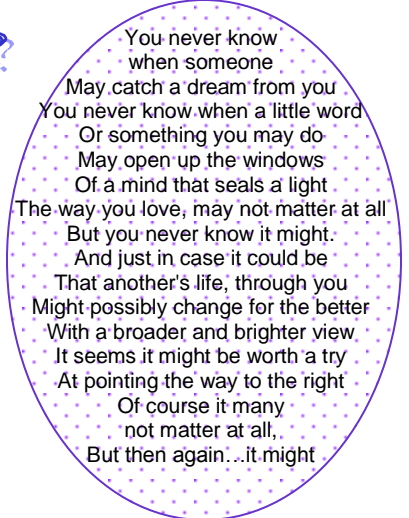 ?
You never know
when someone
May catch a dream from you
You never know when a little word
Or something you may do
May open up the windows
Of a mind that seals a light
The way you love, may not matter at all
But you never know it might.
And just in case it could be
That another's life, through you
Might possibly change for the better
With a broader and brighter view
It seems it might be worth a try
At pointing the way to the right
Of course it many
not matter at all,
But then again...it might